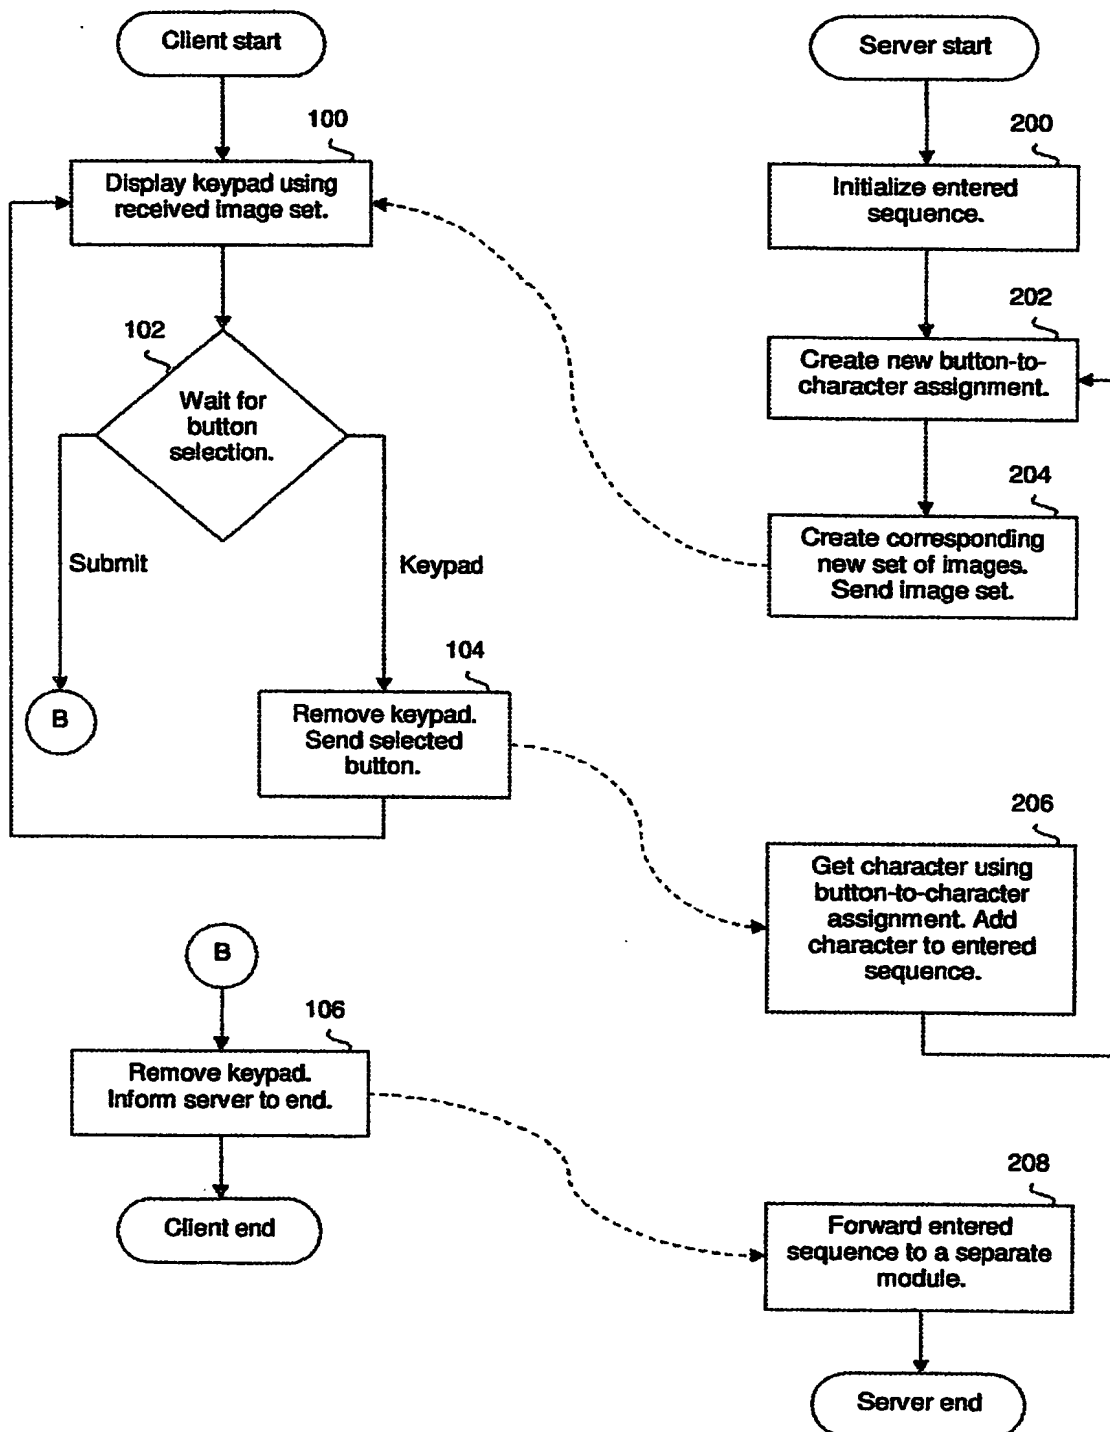 Client start
100
Display keypad using
received image set.
102
Wait for
button
selection.
Submit
Keypad
B
104
Remove keypad.
Send selected
button.
B
106
Remove keypad.
Inform server to end.
Client end
Server start
200
Initialize entered
sequence.
202
Create new button-to-
character assignment.
204
Create corresponding
new set of images.
Send image set.
206
Get character using
button-to-character
assignment. Add
character to entered
sequence.
208
Forward entered
sequence to a separate
module.
Server end